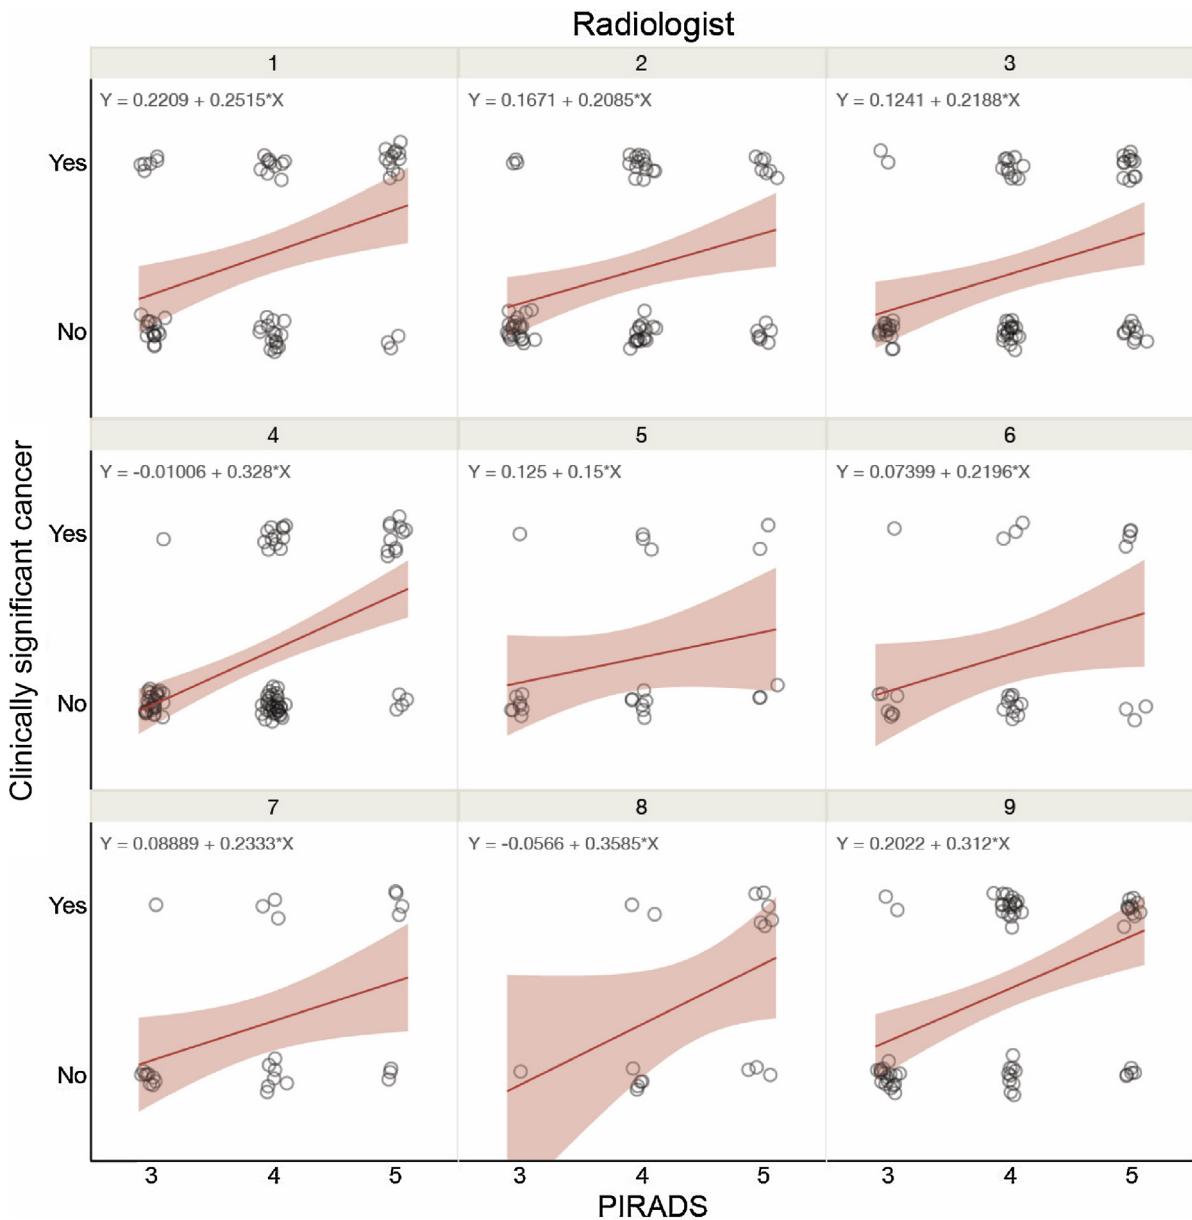 Radiologist
1
2
3
Y = 0.2209 + 0.2515*X
Y = 0.1671 + 0.2085*X
Y = 0.1241 + 0.2188*X
Yes
No
4
5
6
Y = -0.01006 + 0.328*X
Y = 0.125 + 0.15*X
Y = 0.07399 + 0.2196*X
Yes
No
Clinically significant cancer
7
8
9
Y = 0.08889 + 0.2333*X
Y = -0.0566 + 0.3585*X
Y = 0.2022 + 0.312*X
Yes
No
3 4 5
3 4 5
3 4 5
PIRADS